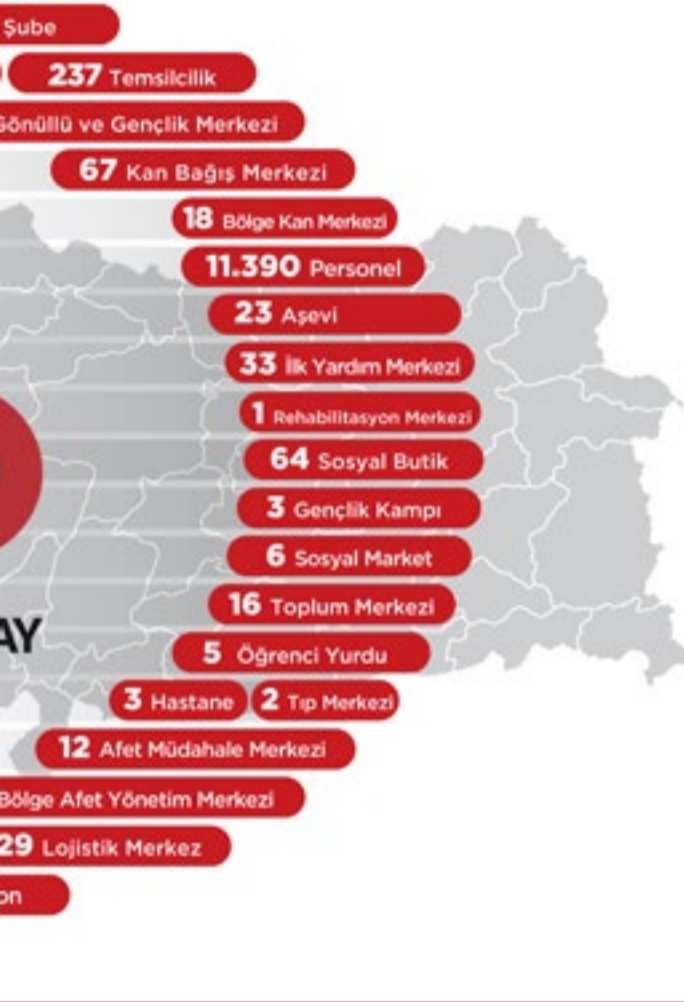 Şube
237 Temsilcilik
Gönüllü ve Gençlik Merkezi
67 Kan Bağış Merkezi
18 Bölge Kan Merkezi
11.390 Personel
23 Aşevi
33 İlk Yardım Merkezi
1 Rehabilitasyon Merkezi
64 Sosyal Butik
3 Gençlik Kampı
6 Sosyal Market
16 Toplum Merkezi
AY
5 Öğrenci Yurdu
3 Hastane 2 Tıp Merkezi
12 Afet Müdahale Merkezi
Bölge Afet Yönetim Merkezi
29 Lojistik Merkez
on